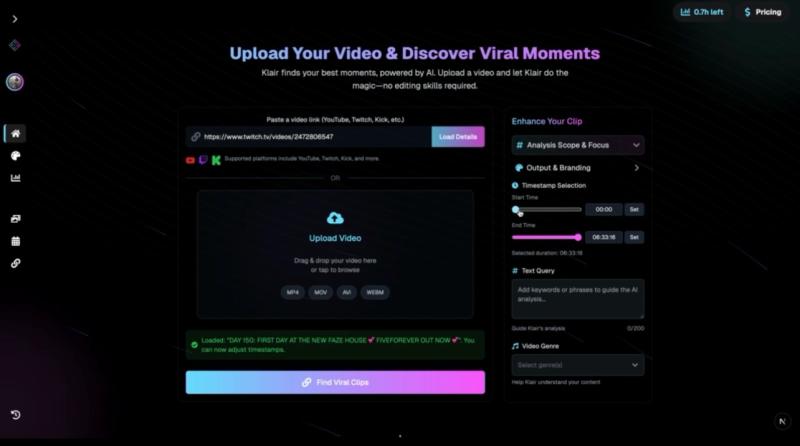 0.7h left
Pricing
Upload Your Video & Discover Viral Moments
Klair finds your best moments, powered by AI. Upload a video and let Klair do the
magic—no editing skills required.
Paste a video link (YouTube, Twitch, Kick, etc.)
https://www.twitch.tv/videos/2472806547
Load Details
Supported platforms include YouTube, Twitch, Kick, and more.
OR
Upload Video
Drag & drop your video here
or tap to browse
MP4
MOV
AVI
WEBM
Loaded: "DAY 150: FIRST DAY AT THE NEW FAZE HOUSE 💕 FIVEFOREVER OUT NOW 💕". You
can now adjust timestamps.
Find Viral Clips
Enhance Your Clip
# Analysis Scope & Focus
Output & Branding
Timestamp Selection
Start Time
00:00
Set
End Time
06:33:16
Set
Selected duration: 06:33:16
# Text Query
Add keywords or phrases to guide the AI
analysis...
Guide Klair's analysis
0/200
Video Genre
Select genre(s)
Help Klair understand your content
N